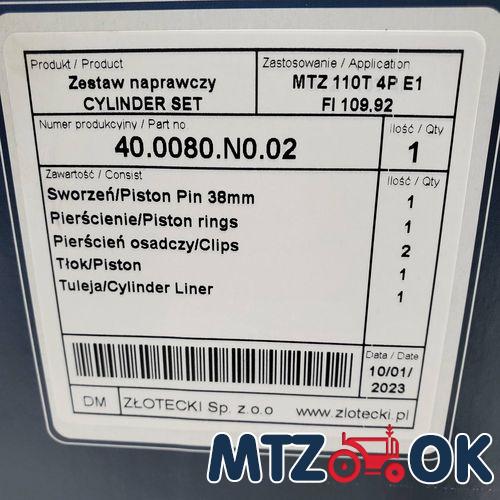 Produkt / Product
Zestaw naprawczy
CYLINDER SET
Zastosowanie / Application
MTZ 110T 4P E1
FI 109,92
Numer produkcyjny / Part no
40.0080.N0.02
Ilość / Qty
1
Zawartość / Consist
Ilość / Qty
Sworzeń/Piston Pin 38mm 1
Pierścienie/Piston rings 1
Pierścień osadczy/Clips 2
Tłok/Piston 1
Tuleja/Cylinder Liner 1
Data / Date
10/01/
2023
DM ZŁOTECKI Sp. z.o.o www.zlotecki.pl
MTZ OK